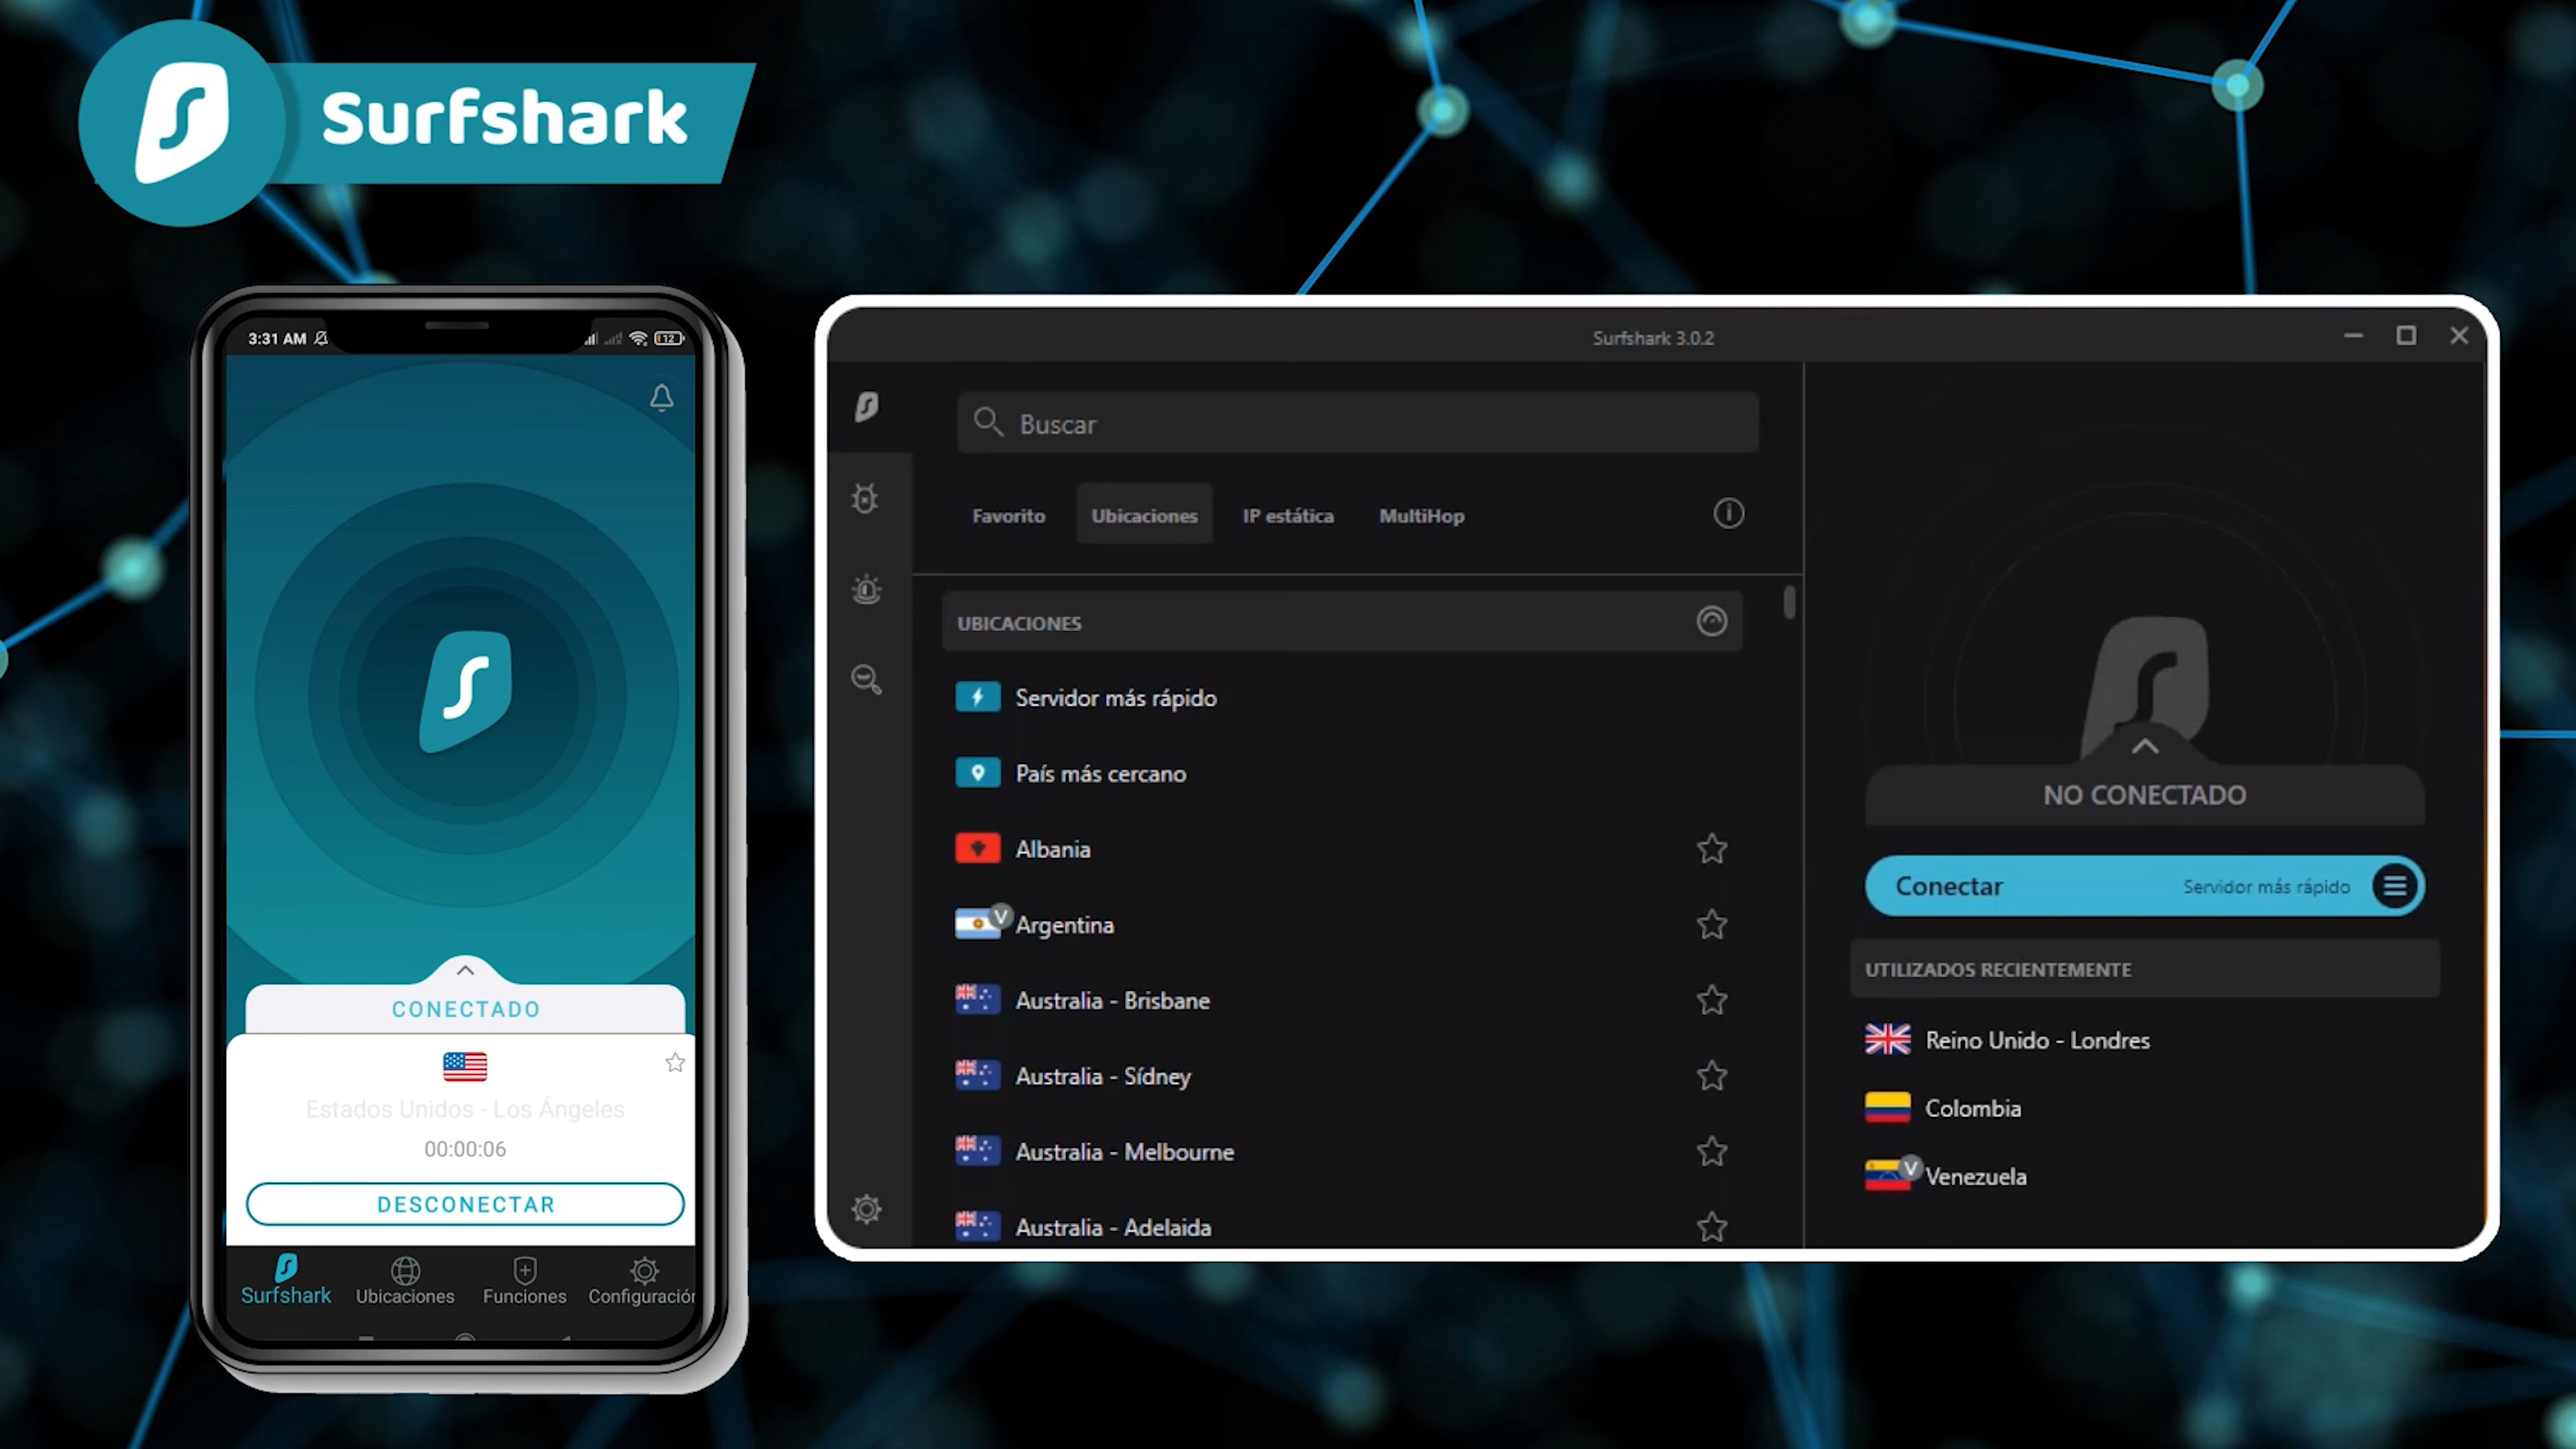 Surfshark
3:31 AM
12
CONECTADO
Estados Unidos - Los Ángeles
00:00:06
DESCONECTAR
Surfshark
Ubicaciones
Funciones
Configuración
Surfshark 3.0.2
Buscar
Favorito
Ubicaciones
IP estática
MultiHop
UBICACIONES
Servidor más rápido
País más cercano
Albania
V Argentina
Australia - Brisbane
Australia - Sídney
Australia - Melbourne
Australia - Adelaida
NO CONECTADO
Conectar
Servidor más rápido
UTILIZADOS RECIENTEMENTE
Reino Unido - Londres
Colombia
V Venezuela